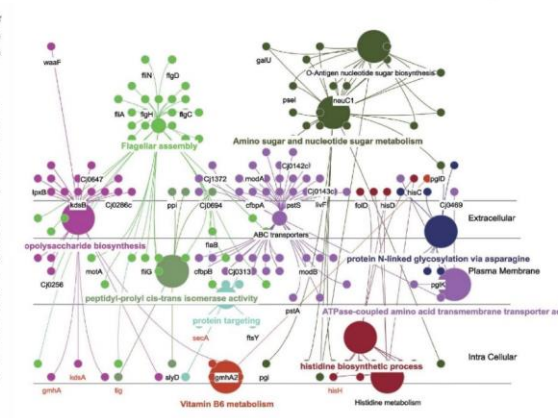 waaF
galU
fliN flgD
O-Antigen nucleotide sugar biosynthesis
pseI neuC1
fliA flgH flgC
Flagellar assembly
Amino sugar and nucleotide sugar metabolism
Cj0142c
Cj0647 Cj1372 modA pglD
lpxB Cj0143c hisC
kdsB Cj0286c ppi Cj0694 cfbpA pstS livF folD hisD Cj0469
Extracellular
ABC transporters
opolysaccharide biosynthesis
flaB
protein N-linked glycosylation via asparagine
motA fliG cfbpB Cj0313 modB
Plasma Membrane
Cj0256 pglK
peptidyl-prolyl cis-trans isomerase activity
pstA
ATPase-coupled amino acid transmembrane transporter a
protein targeting
secA ftsY
Intra Cellular
histidine biosynthetic process
kdsA slyD gmhA2 pgi
gmhA tig hisH
Vitamin B6 metabolism
Histidine metabolism